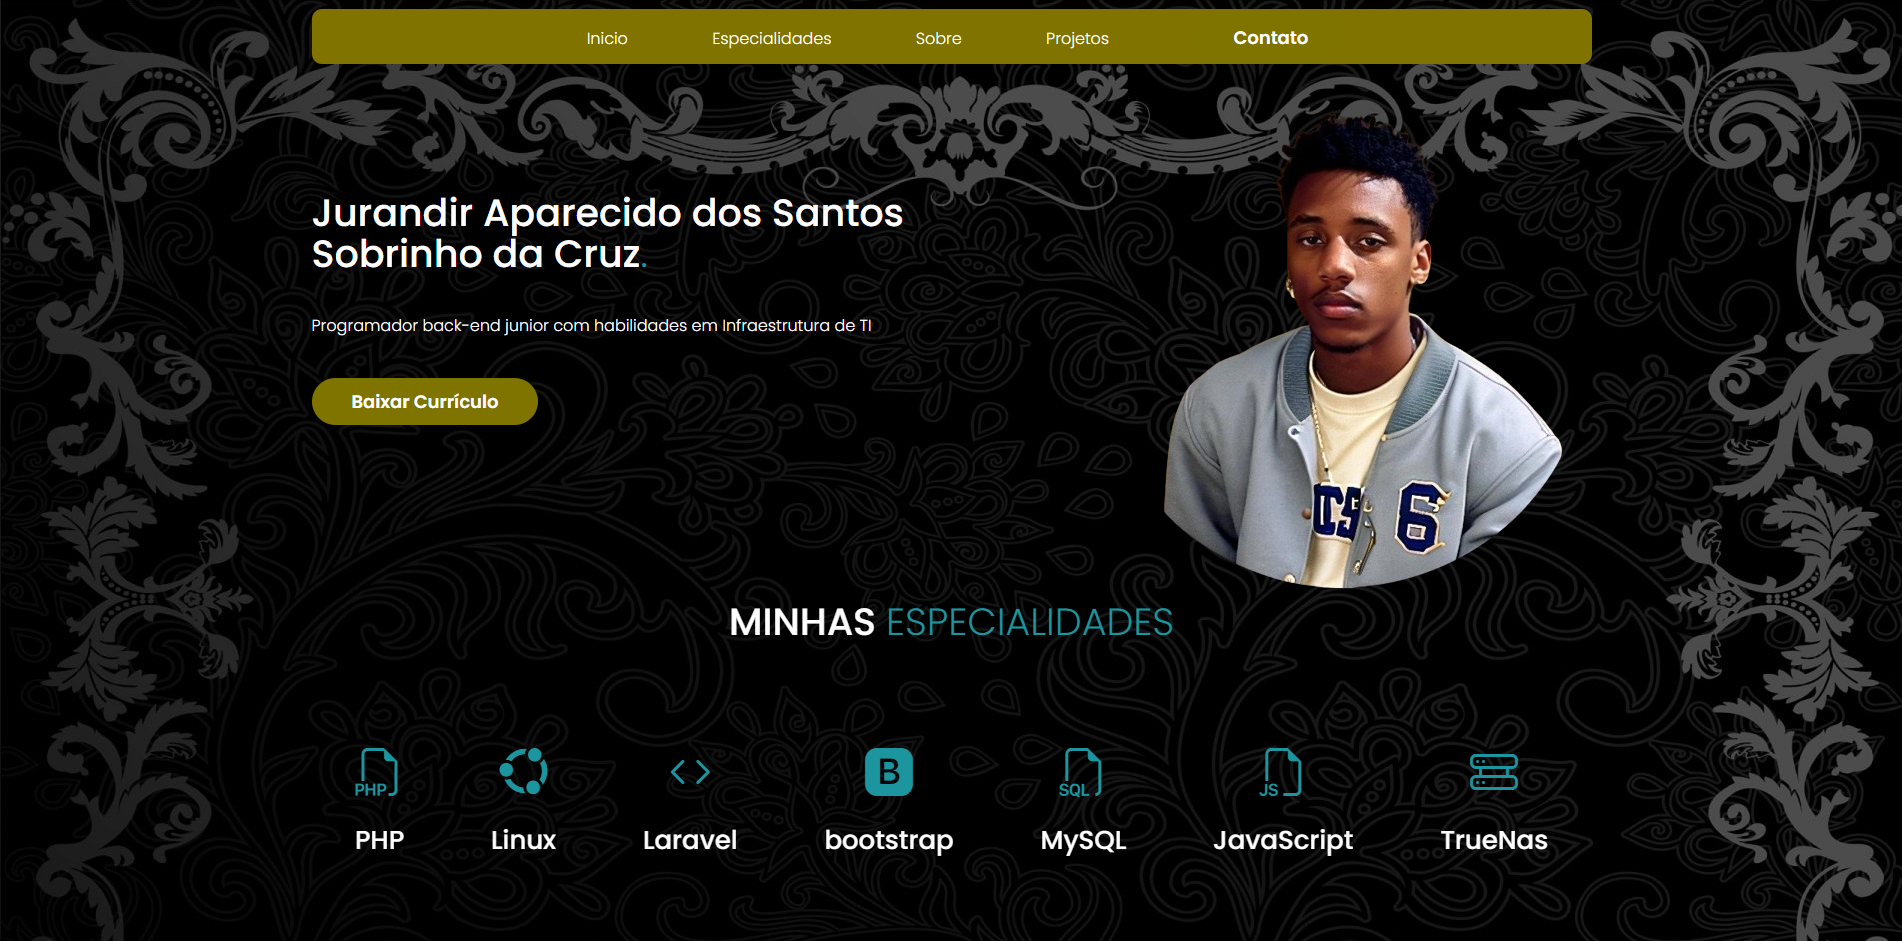 Inicio Especialidades Sobre Projetos Contato
Jurandir Aparecido dos Santos
Sobrinho da Cruz.
Programador back-end junior com habilidades em Infraestrutura de TI
Baixar Currículo
6
MINHAS ESPECIALIDADES
PHP
B
SQL
JS
PHP Linux Laravel bootstrap MySQL JavaScript TrueNas